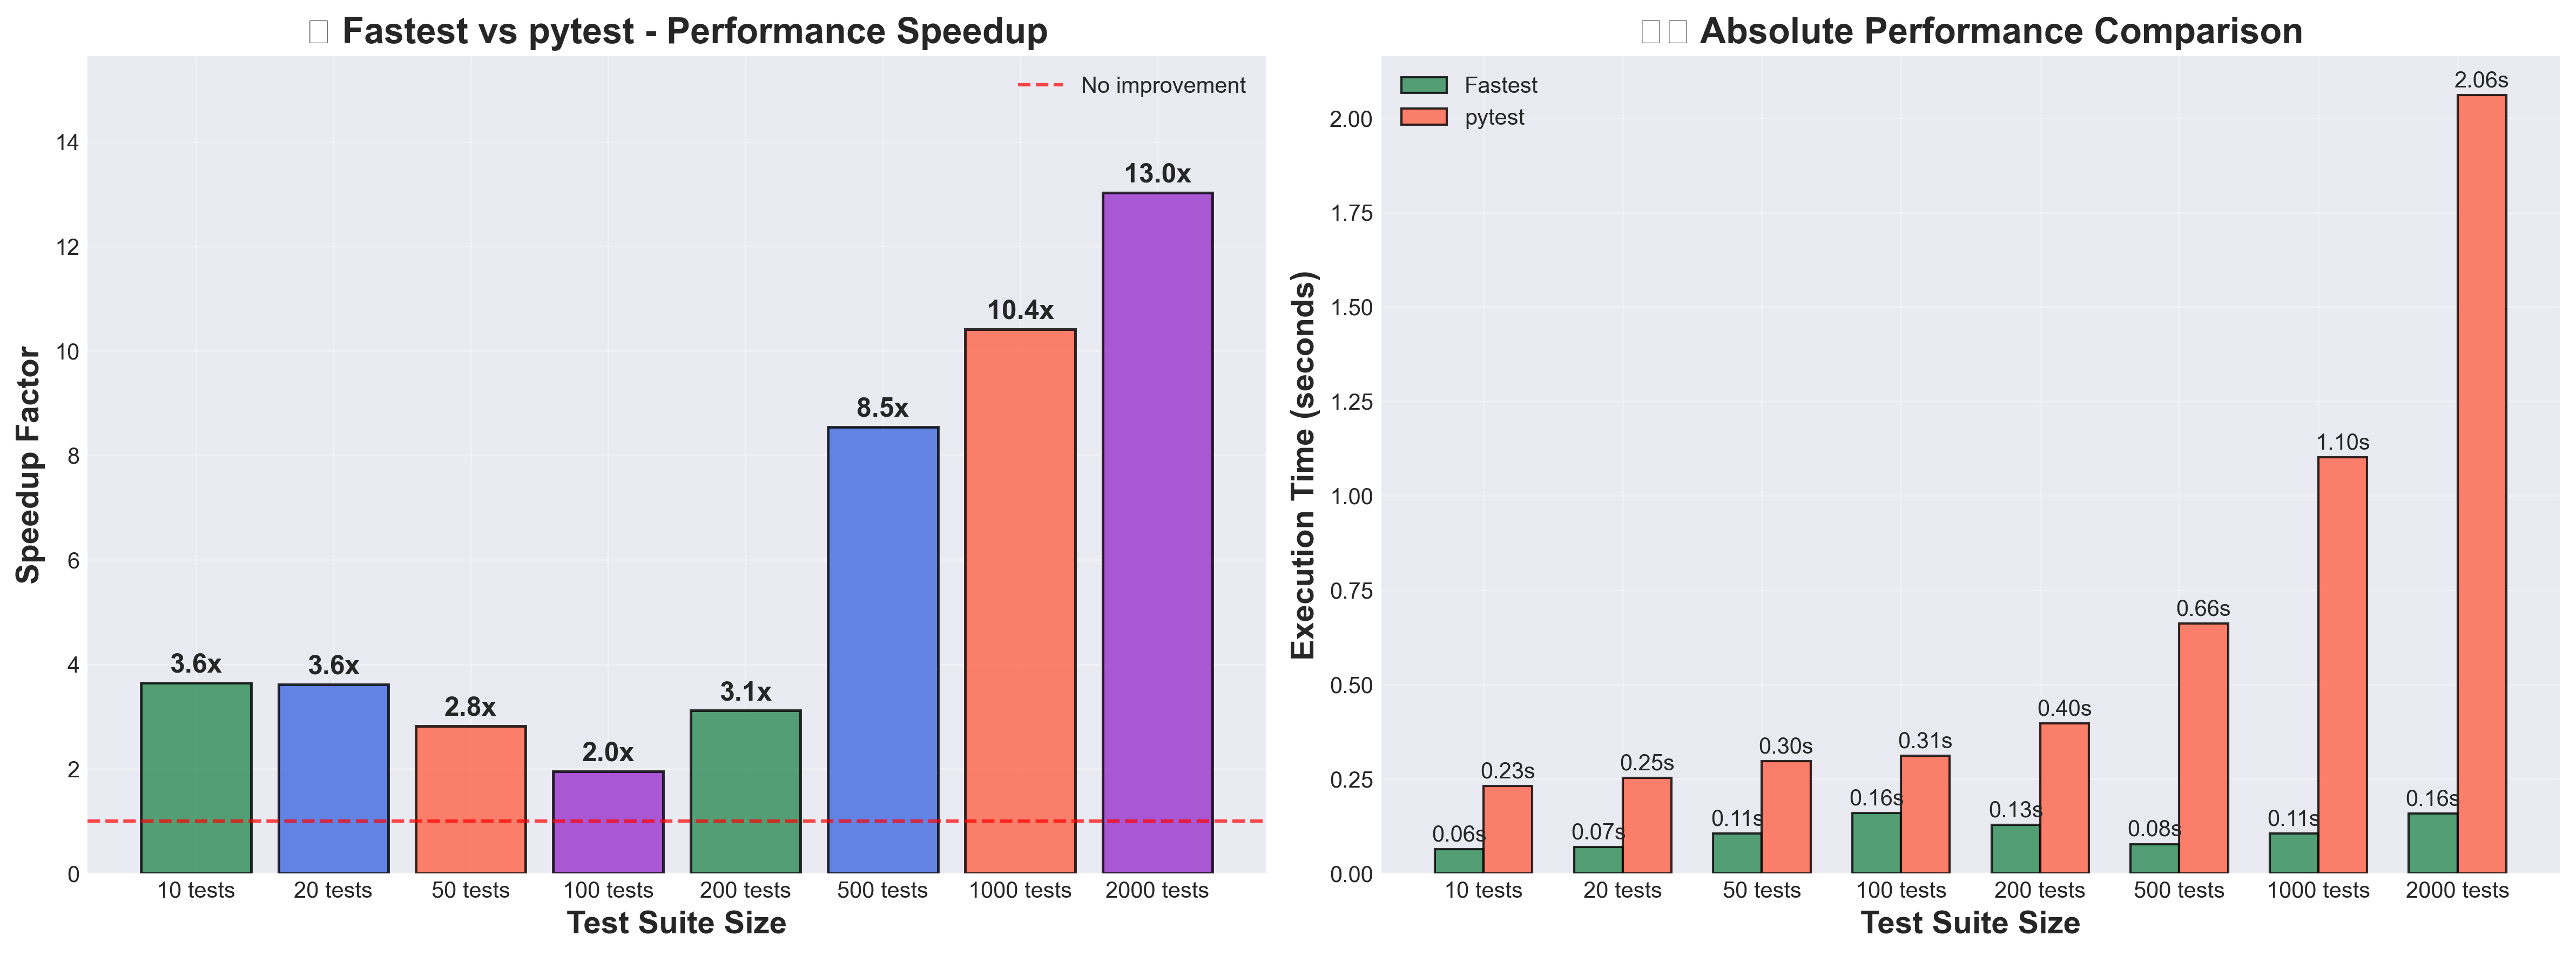 Fastest vs pytest - Performance Speedup
No improvement
Speedup Factor
14
12
10
8
6
4
2
0
3.6x
3.6x
2.8x
2.0x
3.1x
8.5x
10.4x
13.0x
10 tests
20 tests
50 tests
100 tests
200 tests
500 tests
1000 tests
2000 tests
Test Suite Size
Absolute Performance Comparison
Fastest
pytest
Execution Time (seconds)
2.00
1.75
1.50
1.25
1.00
0.75
0.50
0.25
0.00
0.06s
0.23s
0.07s
0.25s
0.11s
0.30s
0.16s
0.31s
0.13s
0.40s
0.08s
0.66s
0.11s
1.10s
0.16s
2.06s
10 tests
20 tests
50 tests
100 tests
200 tests
500 tests
1000 tests
2000 tests
Test Suite Size